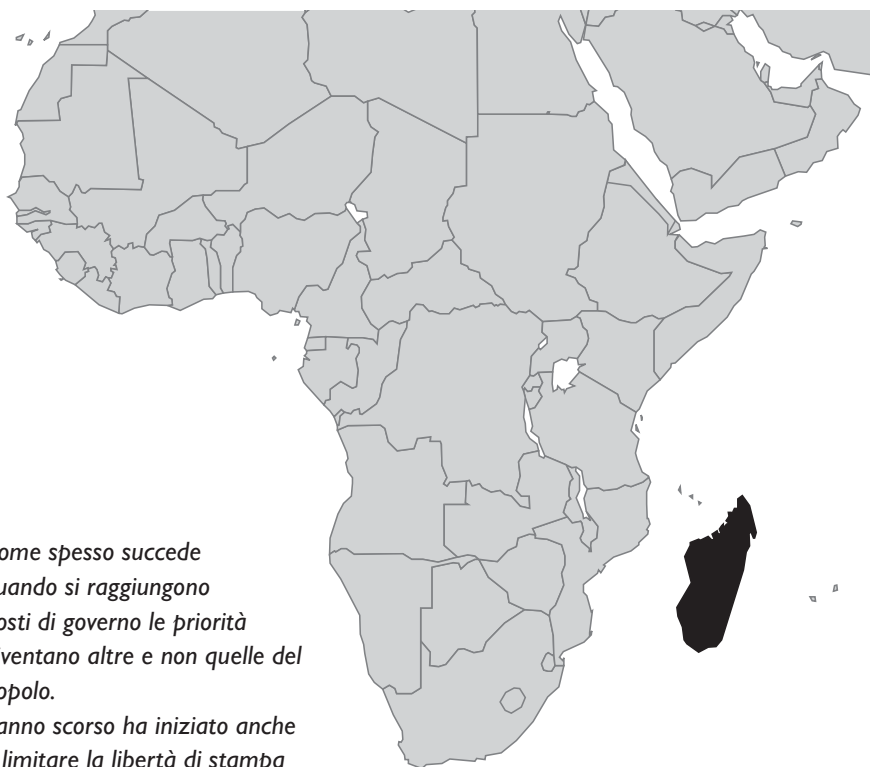 ome spesso succede
uando si raggiungono
osti di governo le priorità
ventano altre e non quelle del
opolo.
anno scorso ha iniziato anche
limitare la libertà di stampa